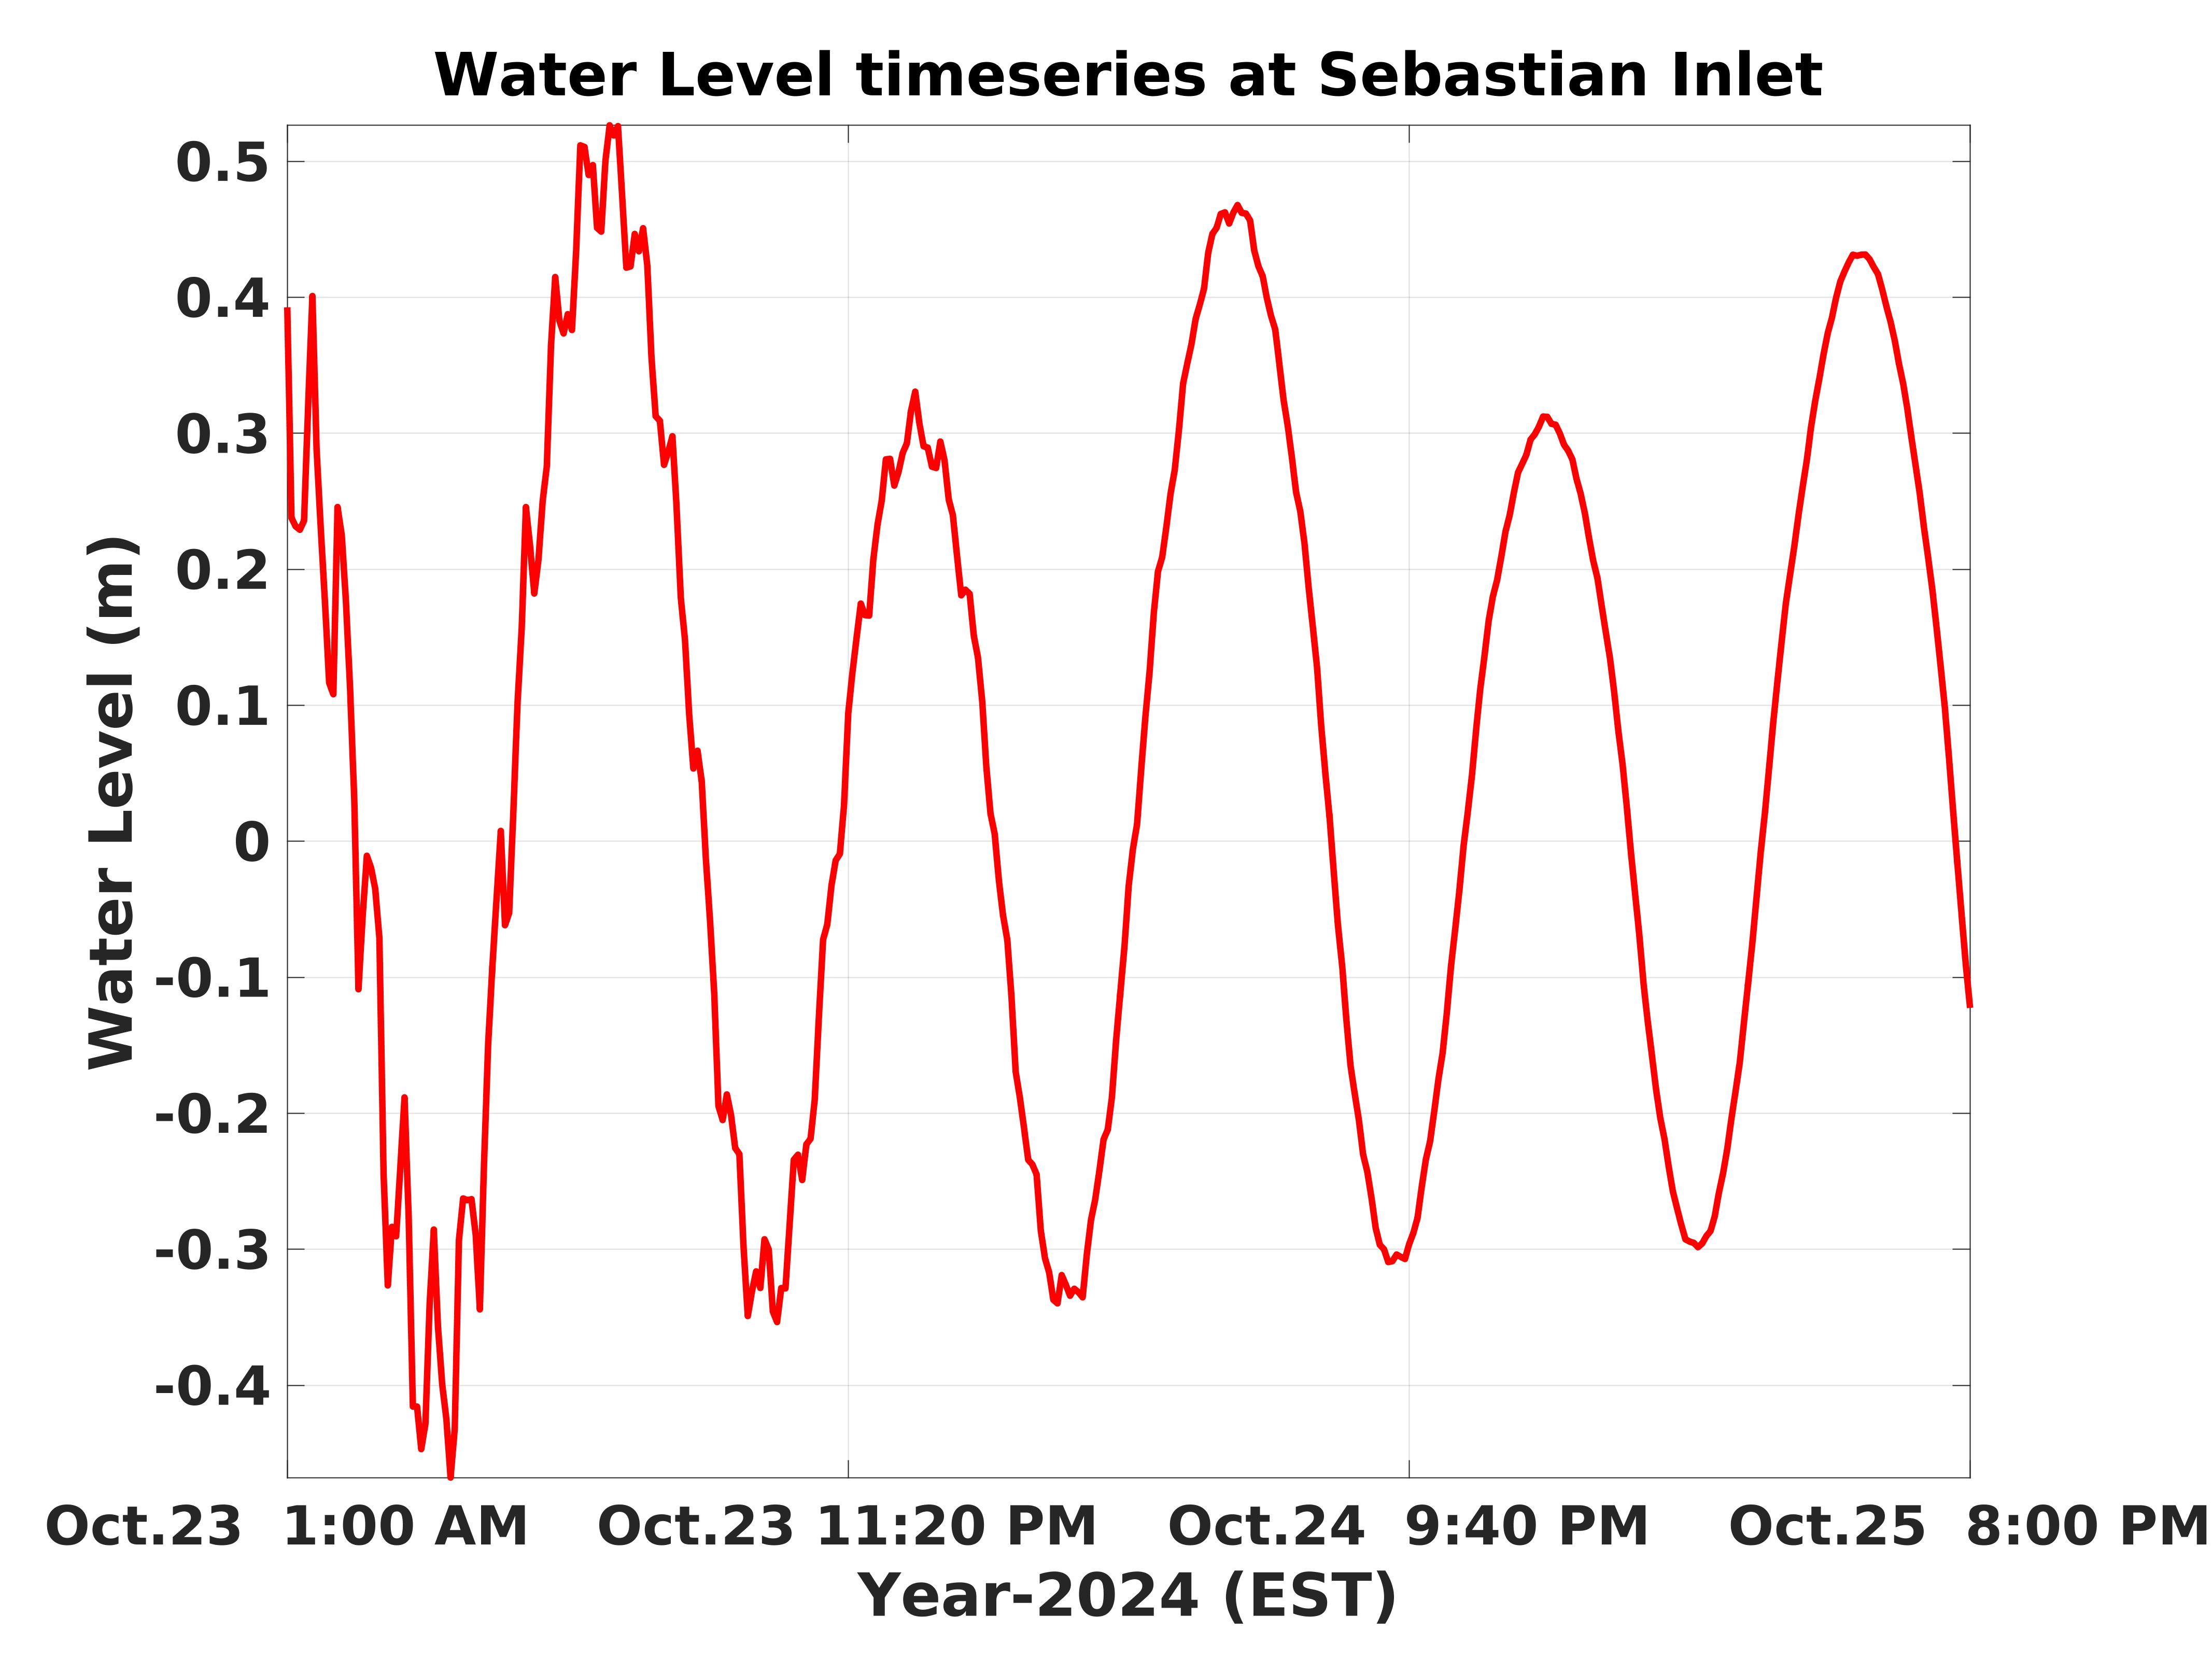 Water Level timeseries at Sebastian Inlet
Water Level (m)
0.5
0.4
0.3
0.2
0.1
0
-0.1
-0.2
-0.3
-0.4
Oct.23 1:00 AM
Oct.23 11:20 PM
Oct.24 9:40 PM
Oct.25 8:00 PM
Year-2024 (EST)